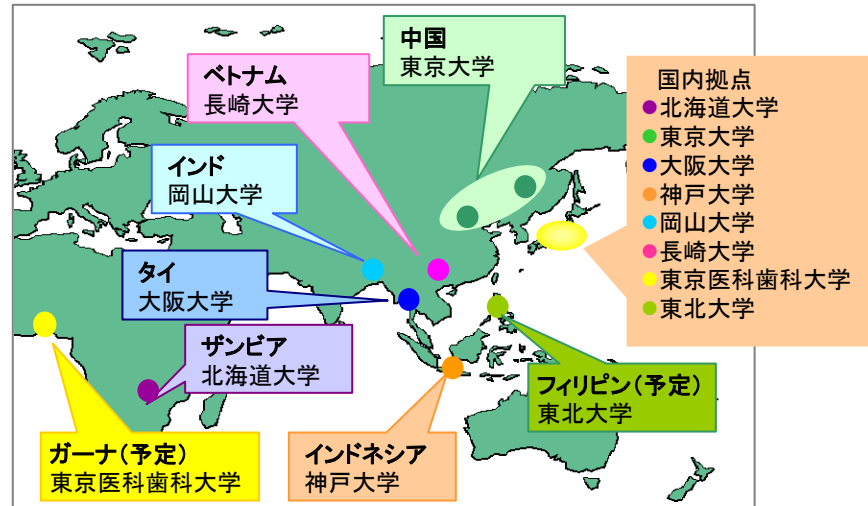 中国
東京大学
ベトナム
長崎大学
インド
岡山大学
タイ
大阪大学
ザンビア
北海道大学
ガーナ(予定)
東京医科歯科大学
インドネシア
神戸大学
フィリピン(予定)
東北大学
国内拠点
北海道大学
東京大学
大阪大学
神戸大学
岡山大学
長崎大学
東京医科歯科大学
東北大学